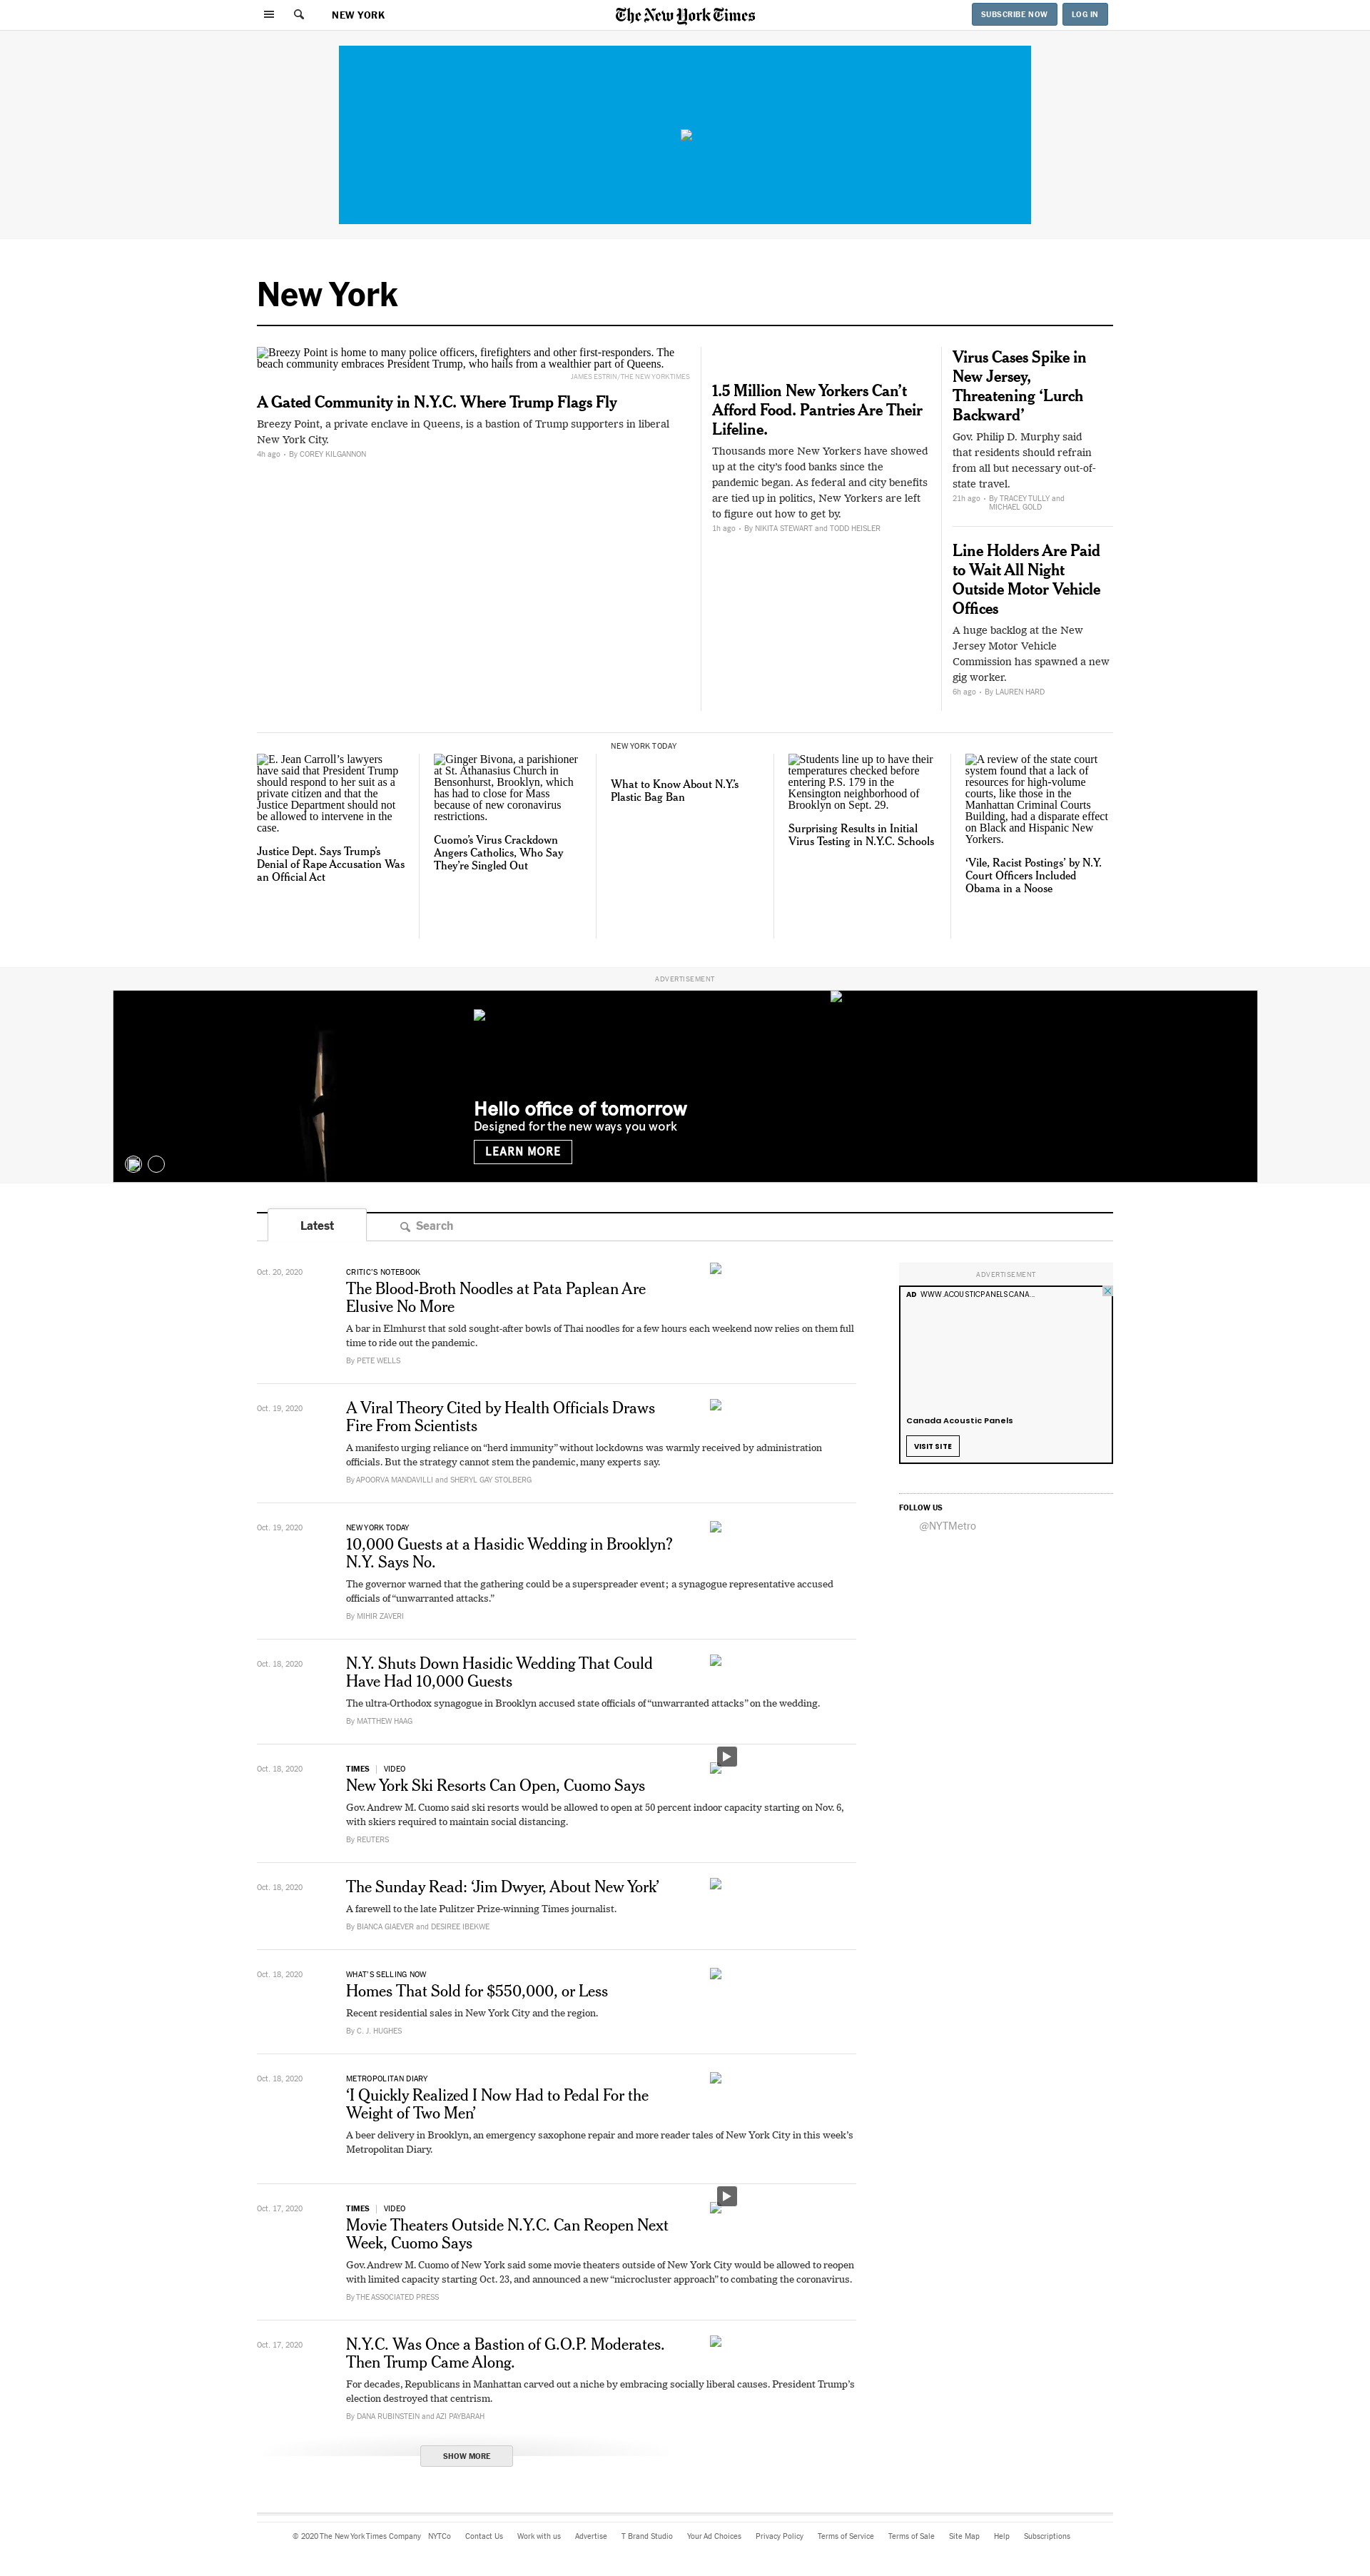 NEW YORK
The New York Times
SUBSCRIBE NOW
LOG IN
New York
Breezy Point is home to many police officers, firefighters and other first-responders. The
beach community embraces President Trump, who hails from a wealthier part of Queens.
JAMES ESTRIN/THE NEW YORK TIMES
A Gated Community in N.Y.C. Where Trump Flags Fly
Breezy Point, a private enclave in Queens, is a bastion of Trump supporters in liberal
New York City.
4h ago • By COREY KILGANNON
1.5 Million New Yorkers Can’t
Afford Food. Pantries Are Their
Lifeline.
Thousands more New Yorkers have showed
up at the city’s food banks since the
pandemic began. As federal and city benefits
are tied up in politics, New Yorkers are left
to figure out how to get by.
1h ago • By NIKITA STEWART and TODD HEISLER
Virus Cases Spike in
New Jersey,
Threatening ‘Lurch
Backward’
Gov. Philip D. Murphy said
that residents should refrain
from all but necessary out-of-
state travel.
21h ago • By TRACEY TULLY and
MICHAEL GOLD
Line Holders Are Paid
to Wait All Night
Outside Motor Vehicle
Offices
A huge backlog at the New
Jersey Motor Vehicle
Commission has spawned a new
gig worker.
6h ago • By LAUREN HARD
E. Jean Carroll’s lawyers
have said that President Trump
should respond to her suit as a
private citizen and that the
Justice Department should not
be allowed to intervene in the
case.
Justice Dept. Says Trump’s
Denial of Rape Accusation Was
an Official Act
Ginger Bivona, a parishioner
at St. Athanasius Church in
Bensonhurst, Brooklyn, which
has had to close for Mass
because of new coronavirus
restrictions.
Cuomo’s Virus Crackdown
Angers Catholics, Who Say
They’re Singled Out
NEW YORK TODAY
What to Know About N.Y.’s
Plastic Bag Ban
Students line up to have their
temperatures checked before
entering P.S. 179 in the
Kensington neighborhood of
Brooklyn on Sept. 29.
Surprising Results in Initial
Virus Testing in N.Y.C. Schools
A review of the state court
system found that a lack of
resources for high-volume
courts, like those in the
Manhattan Criminal Courts
Building, had a disparate effect
on Black and Hispanic New
Yorkers.
‘Vile, Racist Postings’ by N.Y.
Court Officers Included
Obama in a Noose
ADVERTISEMENT
Hello office of tomorrow
Designed for the new ways you work
LEARN MORE
Latest
Search
Oct. 20, 2020
CRITIC’S NOTEBOOK
The Blood-Broth Noodles at Pata Paplean Are
Elusive No More
A bar in Elmhurst that sold sought-after bowls of Thai noodles for a few hours each weekend now relies on them full
time to ride out the pandemic.
By PETE WELLS
Oct. 19, 2020
A Viral Theory Cited by Health Officials Draws
Fire From Scientists
A manifesto urging reliance on “herd immunity” without lockdowns was warmly received by administration
officials. But the strategy cannot stem the pandemic, many experts say.
By APOORVA MANDAVILLI and SHERYL GAY STOLBERG
Oct. 19, 2020
NEW YORK TODAY
10,000 Guests at a Hasidic Wedding in Brooklyn?
N.Y. Says No.
The governor warned that the gathering could be a superspreader event; a synagogue representative accused
officials of “unwarranted attacks.”
By MIHIR ZAVERI
Oct. 18, 2020
N.Y. Shuts Down Hasidic Wedding That Could
Have Had 10,000 Guests
The ultra-Orthodox synagogue in Brooklyn accused state officials of “unwarranted attacks” on the wedding.
By MATTHEW HAAG
Oct. 18, 2020
TIMES | VIDEO
New York Ski Resorts Can Open, Cuomo Says
Gov. Andrew M. Cuomo said ski resorts would be allowed to open at 50 percent indoor capacity starting on Nov. 6,
with skiers required to maintain social distancing.
By REUTERS
Oct. 18, 2020
The Sunday Read: ‘Jim Dwyer, About New York’
A farewell to the late Pulitzer Prize-winning Times journalist.
By BIANCA GIAEVER and DESIREE IBEKWE
Oct. 18, 2020
WHAT’S SELLING NOW
Homes That Sold for $550,000, or Less
Recent residential sales in New York City and the region.
By C. J. HUGHES
Oct. 18, 2020
METROPOLITAN DIARY
‘I Quickly Realized I Now Had to Pedal For the
Weight of Two Men’
A beer delivery in Brooklyn, an emergency saxophone repair and more reader tales of New York City in this week’s
Metropolitan Diary.
Oct. 17, 2020
TIMES | VIDEO
Movie Theaters Outside N.Y.C. Can Reopen Next
Week, Cuomo Says
Gov. Andrew M. Cuomo of New York said some movie theaters outside of New York City would be allowed to reopen
with limited capacity starting Oct. 23, and announced a new “microcluster approach” to combating the coronavirus.
By THE ASSOCIATED PRESS
Oct. 17, 2020
N.Y.C. Was Once a Bastion of G.O.P. Moderates.
Then Trump Came Along.
For decades, Republicans in Manhattan carved out a niche by embracing socially liberal causes. President Trump’s
election destroyed that centrism.
By DANA RUBINSTEIN and AZI PAYBARAH
SHOW MORE
ADVERTISEMENT
AD WWW.ACOUSTICPANELSCANA...
Canada Acoustic Panels
VISIT SITE
FOLLOW US
@NYTMetro
© 2020 The New York Times Company NYTCo Contact Us Work with us Advertise T Brand Studio Your Ad Choices Privacy Policy Terms of Service Terms of Sale Site Map Help Subscriptions